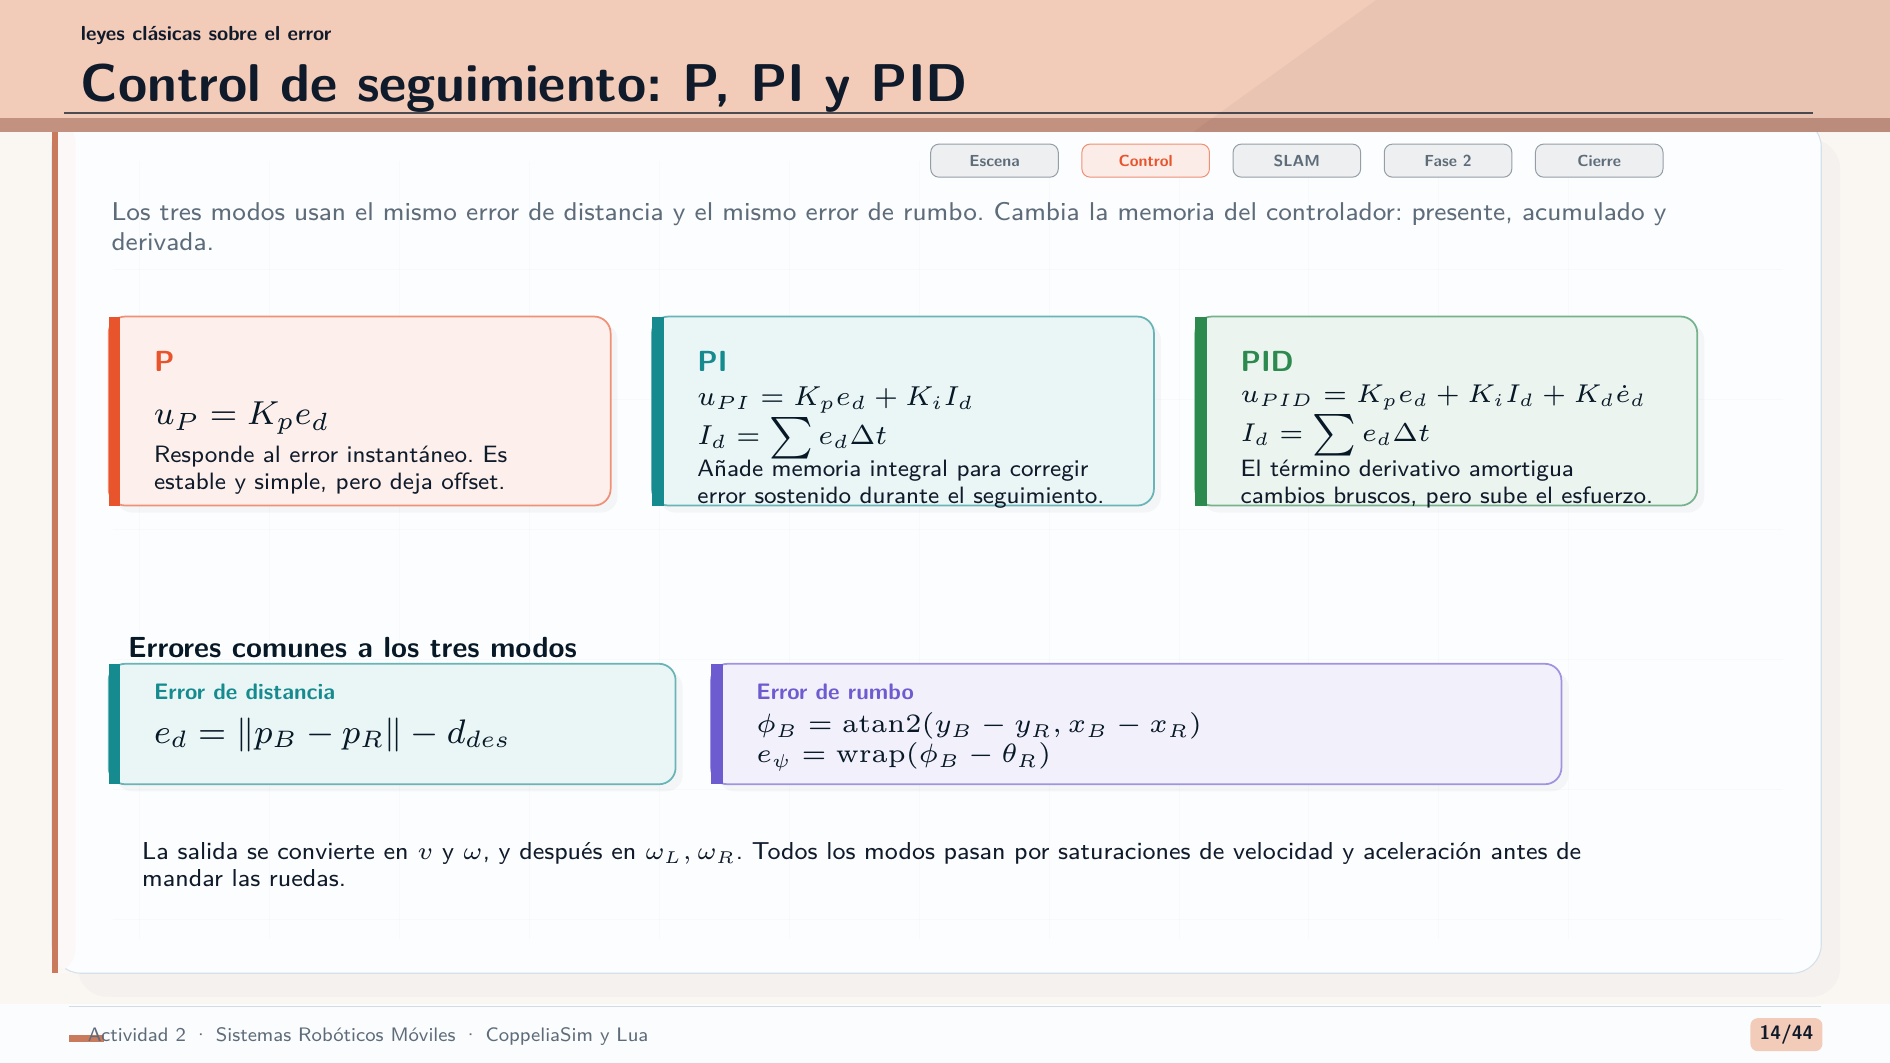 leyes clásicas sobre el error
Control de seguimiento: P, PI y PID
Escena
Control
SLAM
Fase 2
Cierre
Los tres modos usan el mismo error de distancia y el mismo error de rumbo. Cambia la memoria del controlador: presente, acumulado y
derivada.
P
u_P = K_p e_d
Responde al error instantáneo. Es
estable y simple, pero deja offset.
PI
u_{PI} = K_p e_d + K_i I_d
I_d = ∑ e_d Δt
Añade memoria integral para corregir
error sostenido durante el seguimiento.
PID
u_{PID} = K_p e_d + K_i I_d + K_d ė_d
I_d = ∑ e_d Δt
El término derivativo amortigua
cambios bruscos, pero sube el esfuerzo.
Errores comunes a los tres modos
Error de distancia
e_d = ‖p_B − p_R‖ − d_{des}
Error de rumbo
ϕ_B = atan2(y_B − y_R, x_B − x_R)
e_ψ = wrap(ϕ_B − θ_R)
La salida se convierte en v y ω, y después en ω_L, ω_R. Todos los modos pasan por saturaciones de velocidad y aceleración antes de
mandar las ruedas.
Actividad 2 · Sistemas Robóticos Móviles · CoppeliaSim y Lua
14/44